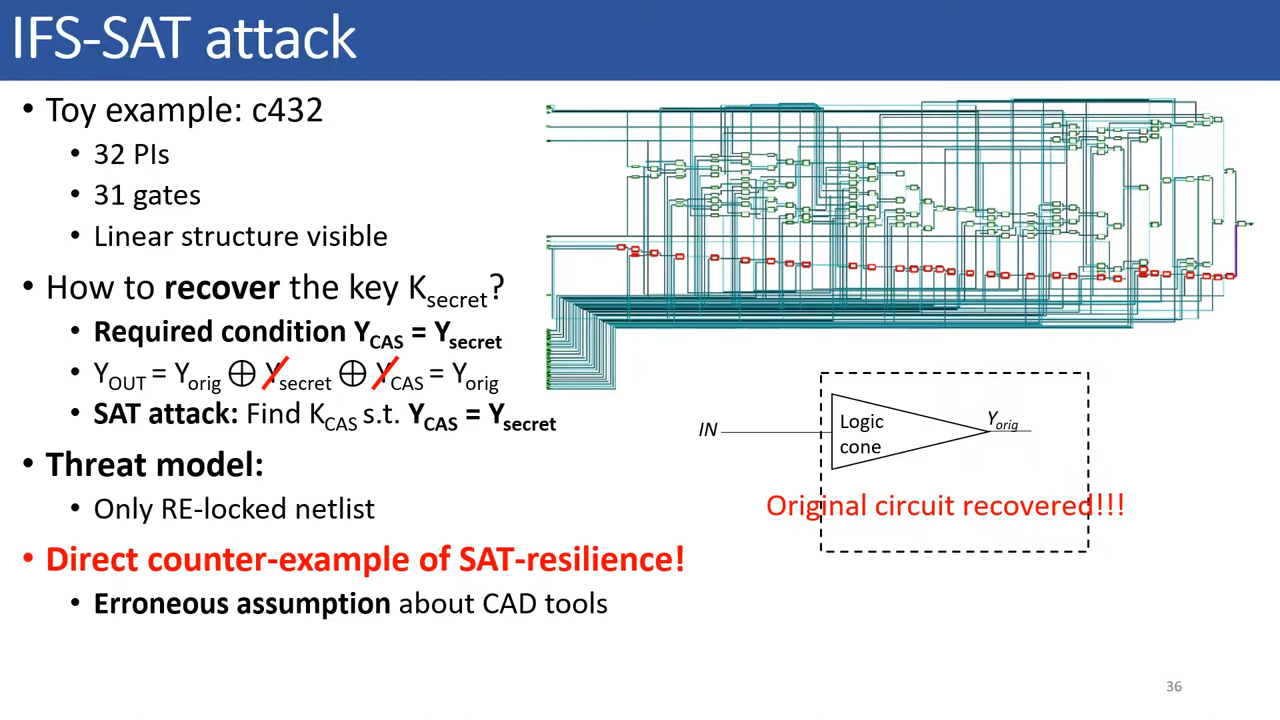 IFS-SAT attack
• Toy example: c432
• 32 PIs
• 31 gates
• Linear structure visible
• How to recover the key Ksecret?
• Required condition YCAS = Ysecret
• YOUT = Yorig ⊕ Ysecret ⊕ YCAS = Yorig
• SAT attack: Find KCAS s.t. YCAS = Ysecret
• Threat model:
• Only RE-locked netlist
• Direct counter-example of SAT-resilience!
• Erroneous assumption about CAD tools
IN
Logic
cone
Yorig
Original circuit recovered!!!
36